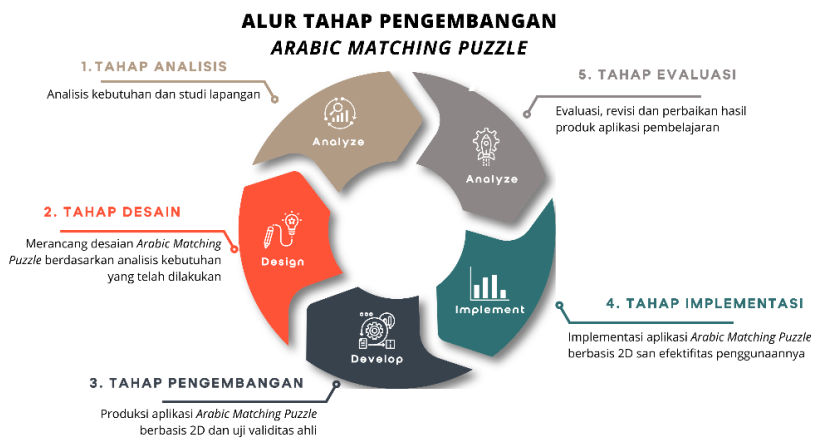 ALUR TAHAP PENGEMBANGAN
ARABIC MATCHING PUZZLE
1. TAHAP ANALISIS
Analisis kebutuhan dan studi lapangan
Analyze
2. TAHAP DESAIN
Merancang desaian Arabic Matching
Puzzle berdasarkan analisis kebutuhan
yang telah dilakukan
Design
3. TAHAP PENGEMBANGAN
Produksi aplikasi Arabic Matching Puzzle
berbasis 2D dan uji validitas ahli
Develop
4. TAHAP IMPLEMENTASI
Implementasi aplikasi Arabic Matching Puzzle
berbasis 2D san efektifitas penggunaannya
Implement
5. TAHAP EVALUASI
Evaluasi, revisi dan perbaikan hasil
produk aplikasi pembelajaran
Analyze